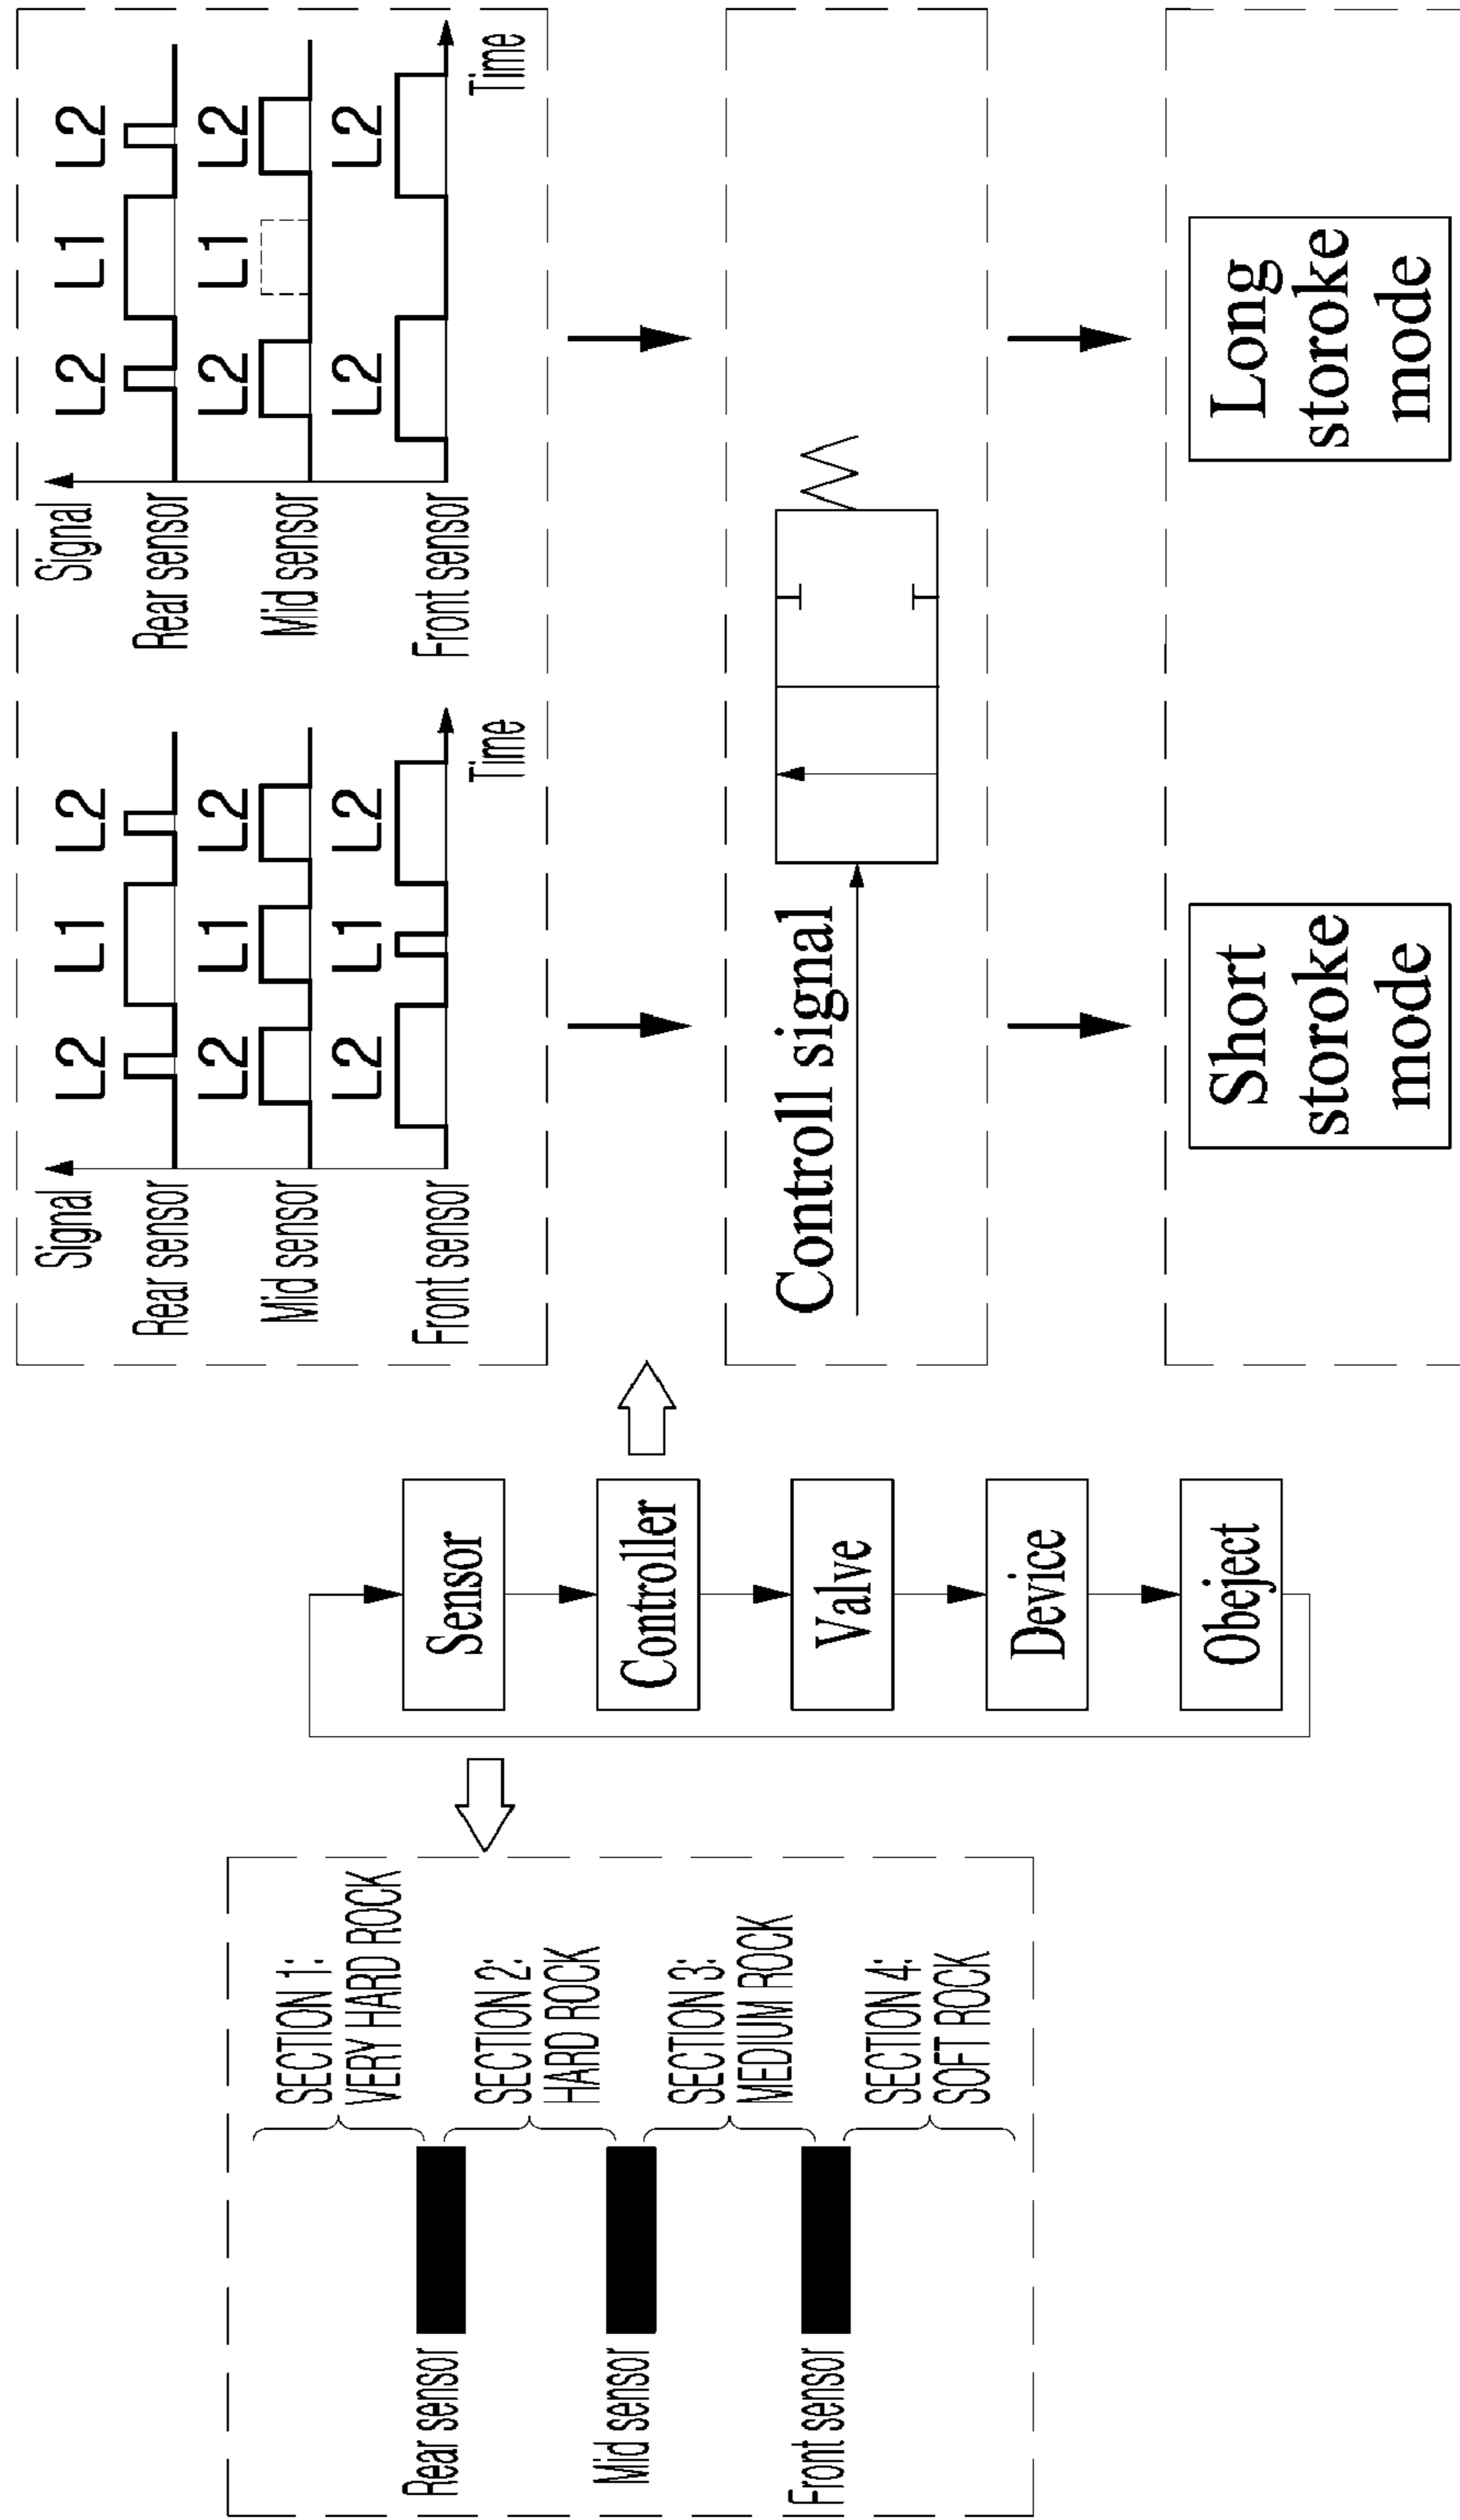 Rear sensor
Mid sensor
Front sensor
SECTION 1:
VERY HARD ROCK
SECTION 2:
HARD ROCK
SECTION 3:
MEDIUM ROCK
SECTION 4:
SOFT ROCK
Sensor
Controller
Valve
Device
Obeject
Signal
L2 L1 L2
Rear sensor
L2 L1 L2
Mid sensor
L2 L1 L2
Front sensor
Time
Signal
L2 L1 L2
Rear sensor
L2 L1 L2
Mid sensor
L2 L2
Front sensor
Time
Controll signal
Short
storoke
mode
Long
storoke
mode